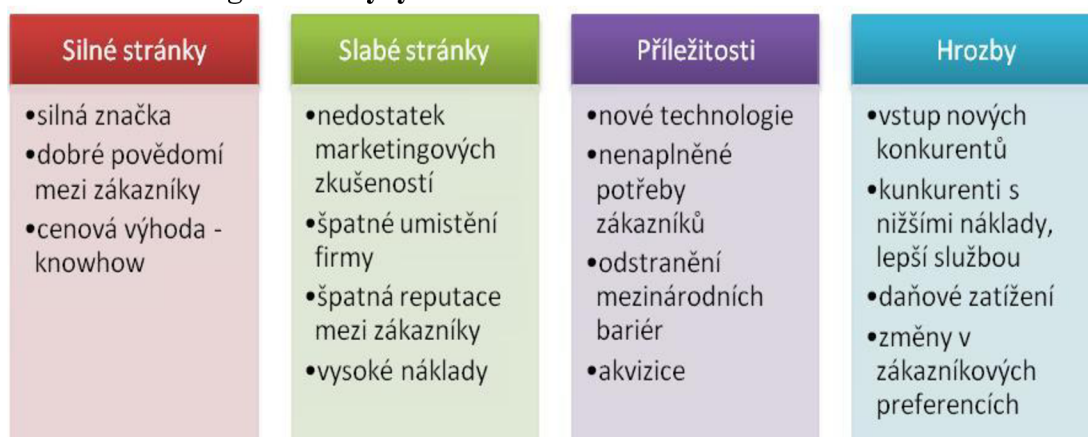 Silné stránky
•silná značka
•dobré povědomí
mezi zákazníky
•cenová výhoda -
knowhow
Slabé stránky
•nedostatek
marketingových
zkušeností
•špatné umistění
firmy
•špatná reputace
mezi zákazníky
•vysoké náklady
Příležitosti
•nové technologie
•nenaplněné
potřeby
zákazníků
•odstranění
mezinárodních
bariér
•akvizice
Hrozby
•vstup nových
konkurentů
•kunkurenti s
nižšími náklady,
lepší službou
•daňové zatížení
•změny v
zákazníkových
preferencích